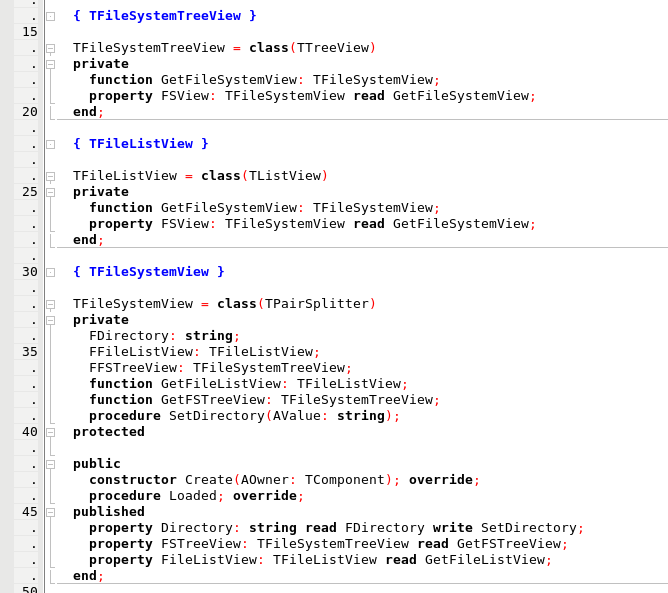 .
. { TFileSystemTreeView }
15
. TFileSystemTreeView = class(TTreeView)
. private
. function GetFileSystemView: TFileSystemView;
. property FSView: TFileSystemView read GetFileSystemView;
20 end;
.
. { TFileListView }
.
. TFileListView = class(TListView)
25 private
. function GetFileSystemView: TFileSystemView;
. property FSView: TFileSystemView read GetFileSystemView;
. end;
.
30 { TFileSystemView }
.
. TFileSystemView = class(TPairSplitter)
. private
. FDirectory: string;
35 FFileListView: TFileListView;
. FFSTreeView: TFileSystemTreeView;
. function GetFileListView: TFileListView;
. function GetFSTreeView: TFileSystemTreeView;
. procedure SetDirectory(AValue: string);
40 protected
.
. public
. constructor Create(AOwner: TComponent); override;
. procedure Loaded; override;
45 published
. property Directory: string read FDirectory write SetDirectory;
. property FSTreeView: TFileSystemTreeView read GetFSTreeView;
. property FileListView: TFileListView read GetFileListView;
. end;
50